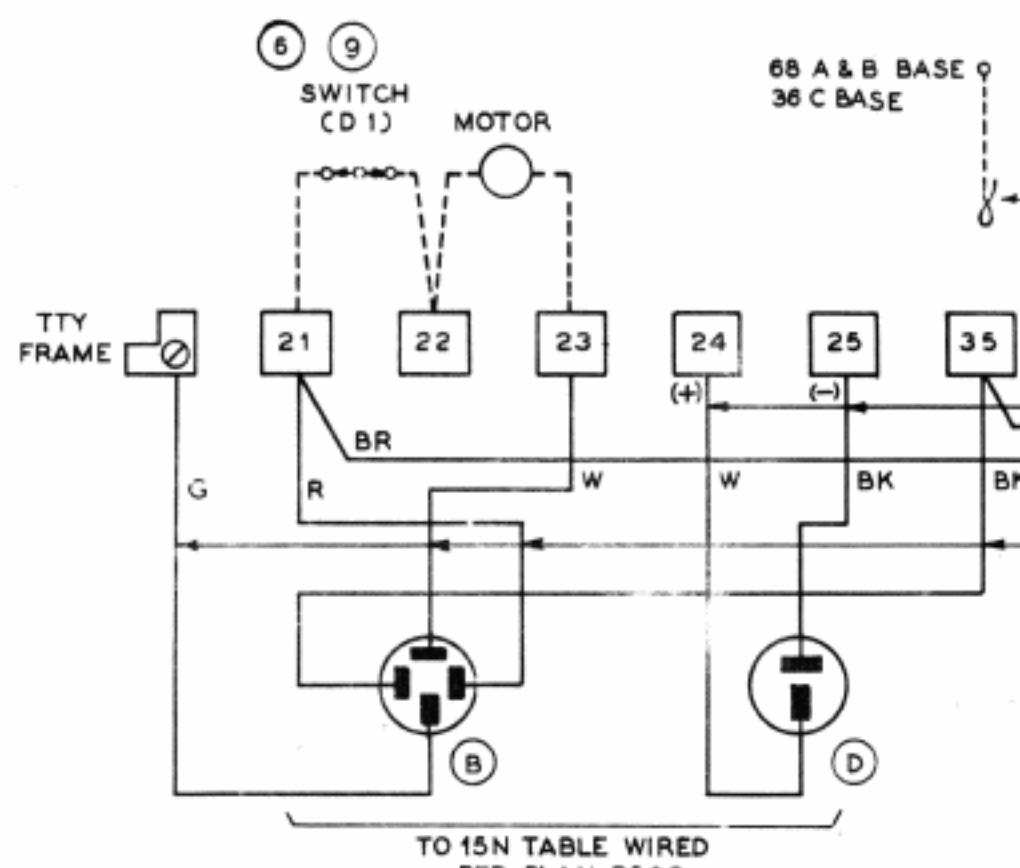 6 9
SWITCH
(D 1)
MOTOR
68 A & B BASE
36 C BASE
TTY
FRAME
21 22 23 24 25 35
(+) (-)
BR
G R W W BK
B D
TO 15N TABLE WIRED